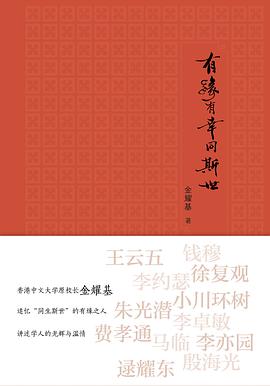 有緣有幸同斯世
金耀基 著
王云五 钱穆
李约瑟 徐复观
朱光潜 小川环树
费孝通 李卓敏
马临 李亦园
殷海光
逯耀东
香港中文大学原校长金耀基
追忆“同生斯世”的有缘之人
讲述学人的光辉与温情